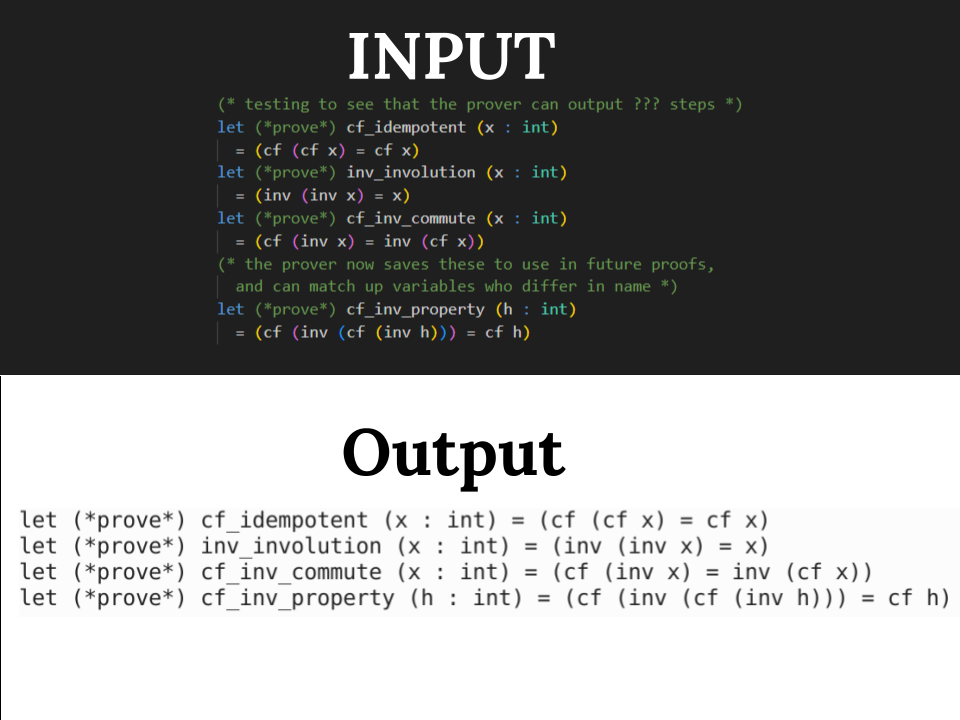 INPUT
(* testing to see that the prover can output ??? steps *)
let (*prove*) cf_idempotent (x : int)
= (cf (cf x) = cf x)
let (*prove*) inv_involution (x : int)
= (inv (inv x) = x)
let (*prove*) cf_inv_commute (x : int)
= (cf (inv x) = inv (cf x))
(* the prover now saves these to use in future proofs,
and can match up variables who differ in name *)
let (*prove*) cf_inv_property (h : int)
= (cf (inv (cf (inv h))) = cf h)
Output
let (*prove*) cf_idempotent (x : int) = (cf (cf x) = cf x)
let (*prove*) inv_involution (x : int) = (inv (inv x) = x)
let (*prove*) cf_inv_commute (x : int) = (cf (inv x) = inv (cf x))
let (*prove*) cf_inv_property (h : int) = (cf (inv (cf (inv h))) = cf h)